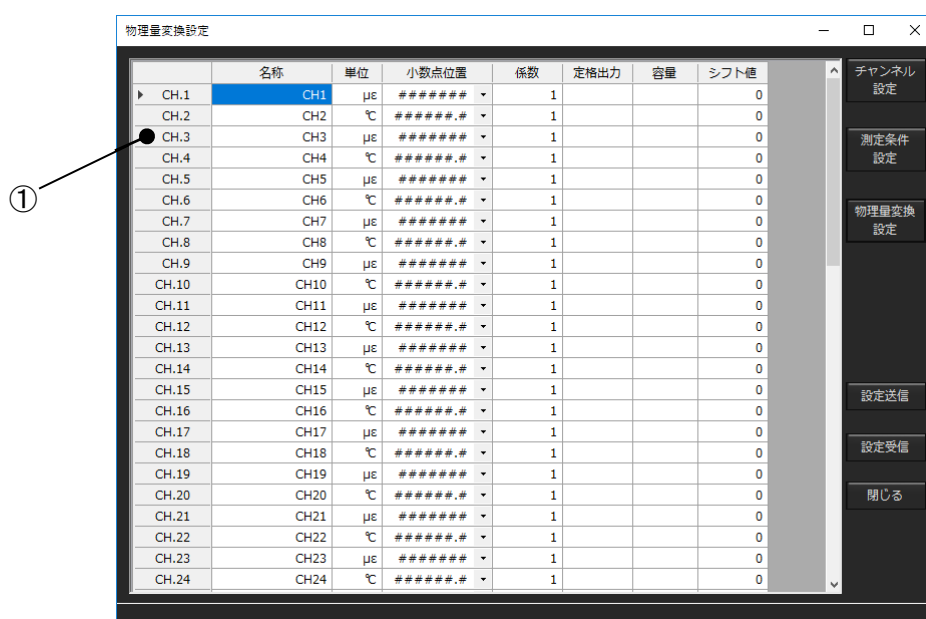 物理量変換設定
名称 単位 小数点位置 係数 定格出力 容量 シフト値
CH.1 CH1 με ####### 1 0
CH.2 CH2 ℃ ######.# 1 0
CH.3 CH3 με ####### 1 0
CH.4 CH4 ℃ ######.# 1 0
CH.5 CH5 με ####### 1 0
CH.6 CH6 ℃ ######.# 1 0
CH.7 CH7 με ####### 1 0
CH.8 CH8 ℃ ######.# 1 0
CH.9 CH9 με ####### 1 0
CH.10 CH10 ℃ ######.# 1 0
CH.11 CH11 με ####### 1 0
CH.12 CH12 ℃ ######.# 1 0
CH.13 CH13 με ####### 1 0
CH.14 CH14 ℃ ######.# 1 0
CH.15 CH15 με ####### 1 0
CH.16 CH16 ℃ ######.# 1 0
CH.17 CH17 με ####### 1 0
CH.18 CH18 ℃ ######.# 1 0
CH.19 CH19 με ####### 1 0
CH.20 CH20 ℃ ######.# 1 0
CH.21 CH21 με ####### 1 0
CH.22 CH22 ℃ ######.# 1 0
CH.23 CH23 με ####### 1 0
CH.24 CH24 ℃ ######.# 1 0
チャンネル
設定
測定条件
設定
物理量変換
設定
設定送信
設定受信
閉じる
①